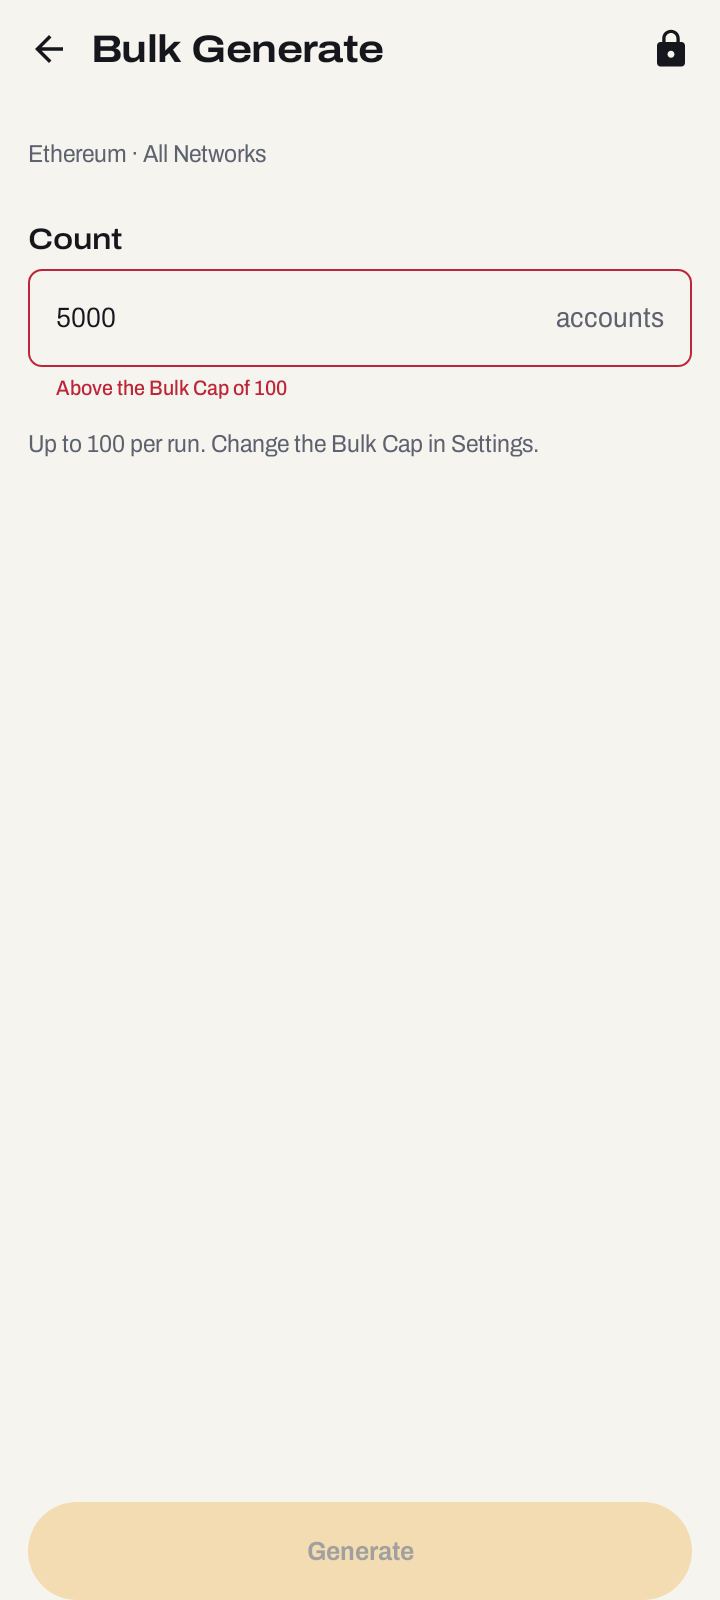 Bulk Generate
Ethereum · All Networks
Count
5000 accounts
Above the Bulk Cap of 100
Up to 100 per run. Change the Bulk Cap in Settings.
Generate